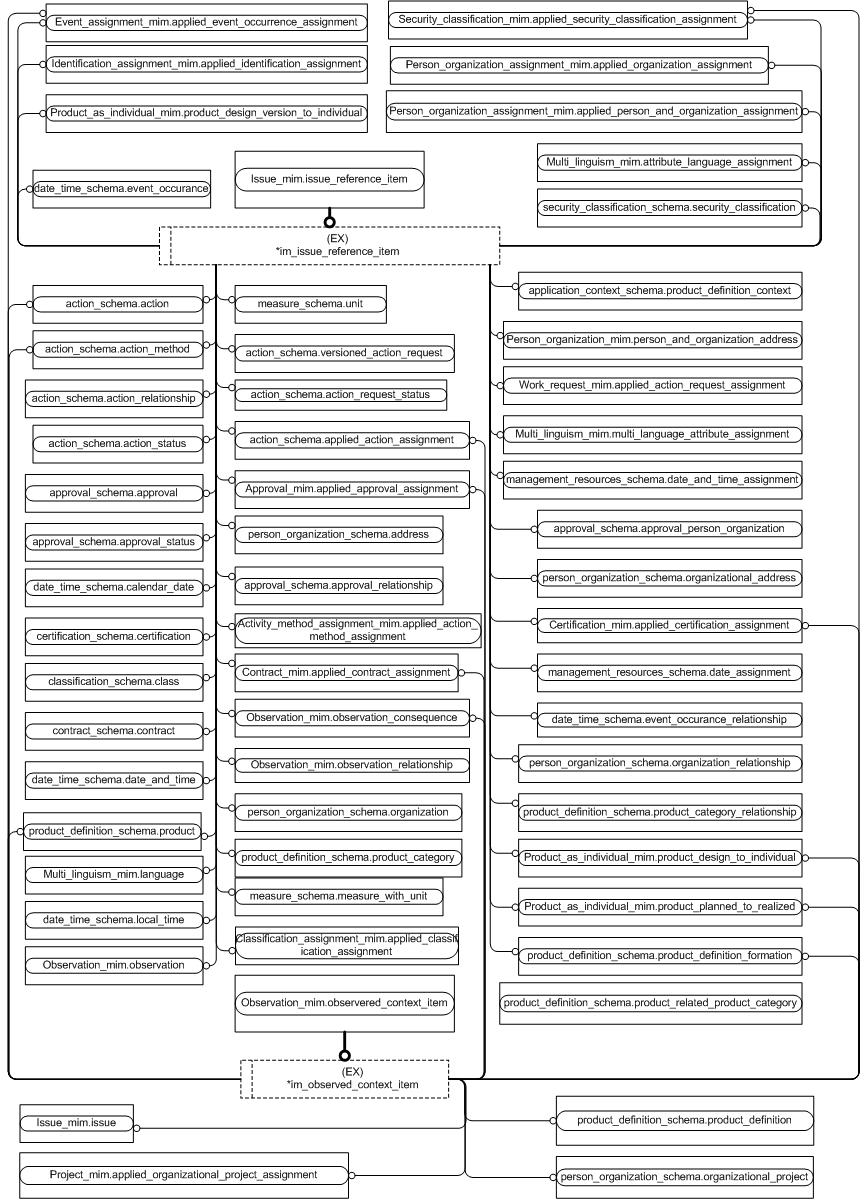 Event_assignment_mim.applied_event_occurrence_assignment
Security_classification_mim.applied_security_classification_assignment
Identification_assignment_mim.applied_identification_assignment
Person_organization_assignment_mim.applied_organization_assignment
Product_as_individual_mim.product_design_version_to_individual
Person_organization_assignment_mim.applied_person_and_organization_assignment
date_time_schema.event_occurance
Issue_mim.issue_reference_item
Multi_linguism_mim.attribute_language_assignment
security_classification_schema.security_classification
(EX)
*im_issue_reference_item
action_schema.action
action_schema.action_method
action_schema.action_relationship
action_schema.action_status
approval_schema.approval
approval_schema.approval_status
date_time_schema.calendar_date
certification_schema.certification
classification_schema.class
contract_schema.contract
date_time_schema.date_and_time
product_definition_schema.product
Multi_linguism_mim.language
date_time_schema.local_time
Observation_mim.observation
measure_schema.unit
action_schema.versioned_action_request
action_schema.action_request_status
action_schema.applied_action_assignment
Approval_mim.applied_approval_assignment
person_organization_schema.address
approval_schema.approval_relationship
Activity_method_assignment_mim.applied_action_
method_assignment
Contract_mim.applied_contract_assignment
Observation_mim.observation_consequence
Observation_mim.observation_relationship
person_organization_schema.organization
product_definition_schema.product_category
measure_schema.measure_with_unit
Classification_assignment_mim.applied_classif
ication_assignment
Observation_mim.observered_context_item
application_context_schema.product_definition_context
Person_organization_mim.person_and_organization_address
Work_request_mim.applied_action_request_assignment
Multi_linguism_mim.multi_language_attribute_assignment
management_resources_schema.date_and_time_assignment
approval_schema.approval_person_organization
person_organization_schema.organizational_address
Certification_mim.applied_certification_assignment
management_resources_schema.date_assignment
date_time_schema.event_occurance_relationship
person_organization_schema.organization_relationship
product_definition_schema.product_category_relationship
Product_as_individual_mim.product_design_to_individual
Product_as_individual_mim.product_planned_to_realized
product_definition_schema.product_definition_formation
product_definition_schema.product_related_product_category
(EX)
*im_observed_context_item
Issue_mim.issue
product_definition_schema.product_definition
Project_mim.applied_organizational_project_assignment
person_organization_schema.organizational_project